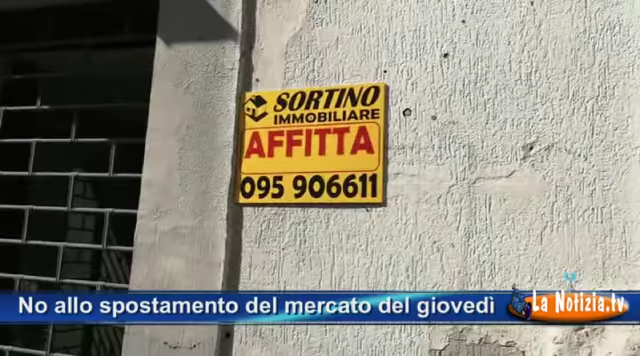 SORTINO
IMMOBILIARE
AFFITTA
095 906611
No allo spostamento del mercato del giovedì
La Notizia.tv